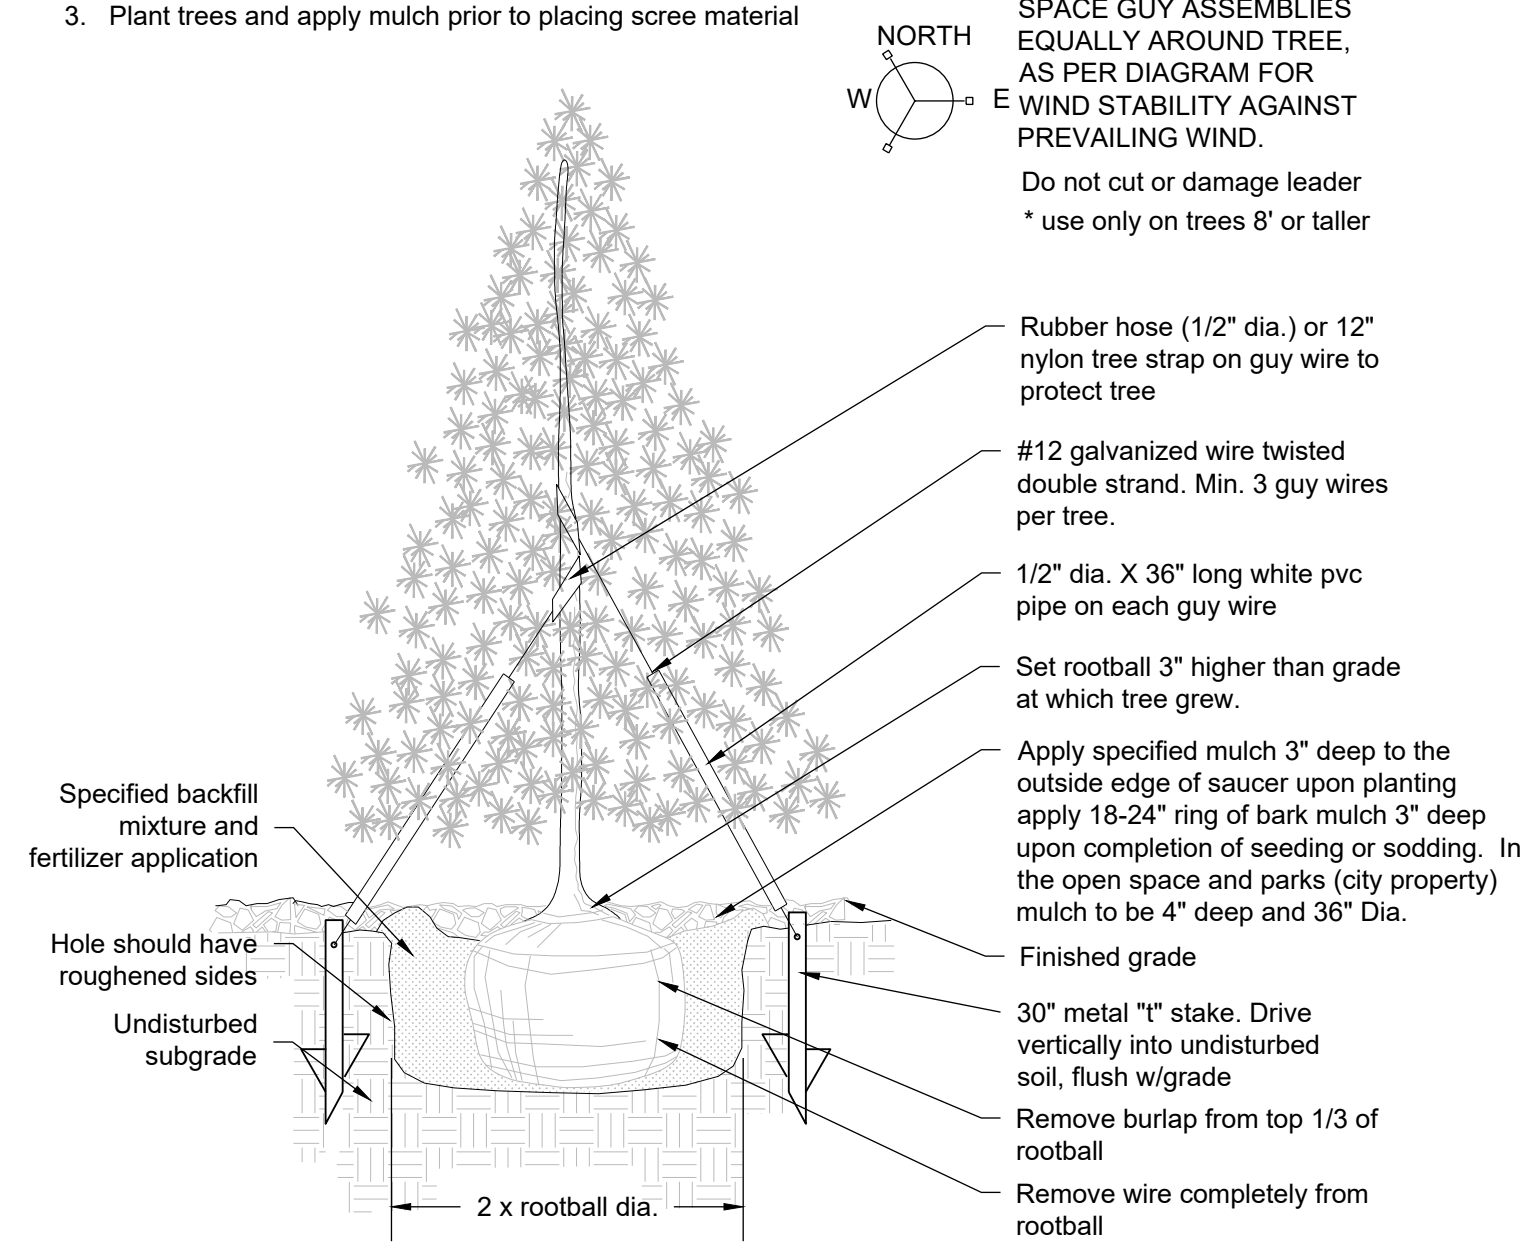 3. Plant trees and apply mulch prior to placing scree material
NORTH
W
E
SPACE GUY ASSEMBLIES
EQUALLY AROUND TREE,
AS PER DIAGRAM FOR
WIND STABILITY AGAINST
PREVAILING WIND.
Do not cut or damage leader
* use only on trees 8' or taller
Rubber hose (1/2" dia.) or 12"
nylon tree strap on guy wire to
protect tree
#12 galvanized wire twisted
double strand. Min. 3 guy wires
per tree.
1/2" dia. X 36" long white pvc
pipe on each guy wire
Set rootball 3" higher than grade
at which tree grew.
Apply specified mulch 3" deep to the
outside edge of saucer upon planting
apply 18-24" ring of bark mulch 3" deep
upon completion of seeding or sodding. In
the open space and parks (city property)
mulch to be 4" deep and 36" Dia.
Finished grade
30" metal "t" stake. Drive
vertically into undisturbed
soil, flush w/grade
Remove burlap from top 1/3 of
rootball
Remove wire completely from
rootball
Specified backfill
mixture and
fertilizer application
Hole should have
roughened sides
Undisturbed
subgrade
2 x rootball dia.